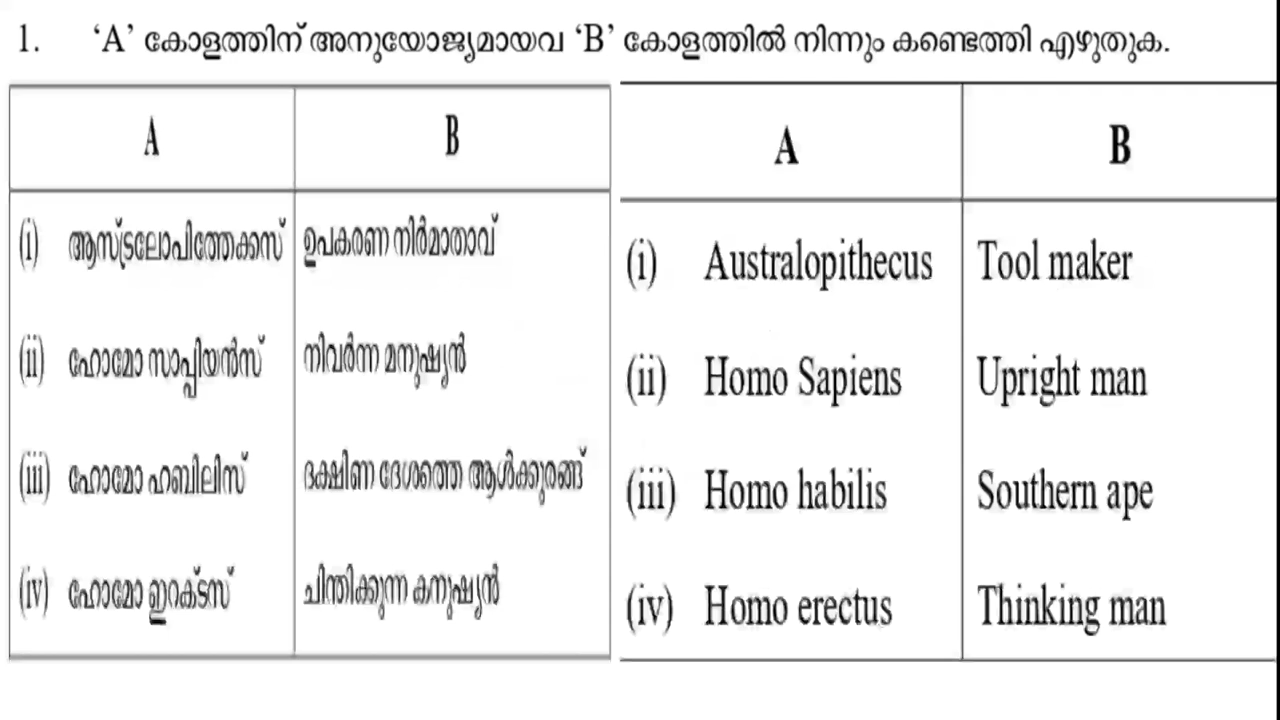 1. ‘A’ കോളത്തിന് അനുയോജ്യമായവ ‘B’ കോളത്തിൽ നിന്നും കണ്ടെത്തി എഴുതുക.
A B
(i) ആസ്ട്രലോപിത്തേക്കസ് ഉപകരണ നിർമാതാവ്
(ii) ഹോമോ സാപ്പിയൻസ് നിവർന്ന മനുഷ്യൻ
(iii) ഹോമോ ഹബിലിസ് ദക്ഷിണ ദേശത്തെ ആൾക്കുരങ്ങ്
(iv) ഹോമോ ഇറക്ടസ് ചിന്തിക്കുന്ന കനുഷ്യൻ
A B
(i) Australopithecus Tool maker
(ii) Homo Sapiens Upright man
(iii) Homo habilis Southern ape
(iv) Homo erectus Thinking man